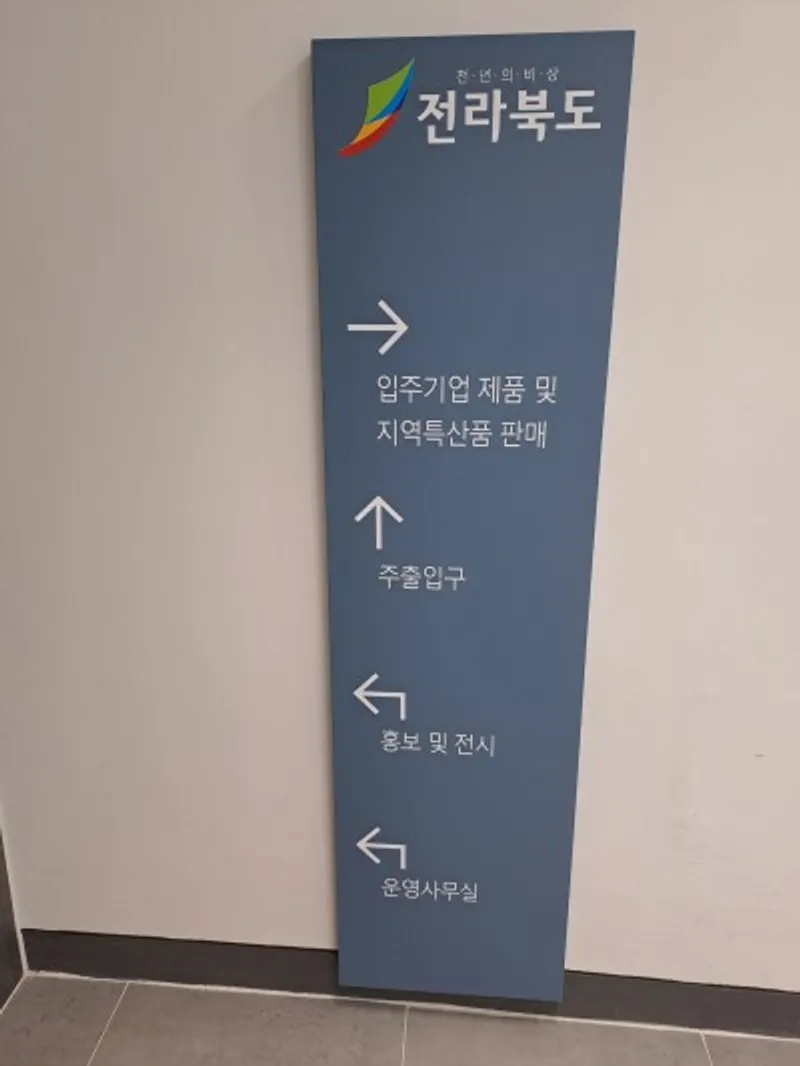 천·년·의·비·상
전라북도
입주기업 제품 및
지역특산품 판매
주출입구
홍보 및 전시
운영사무실